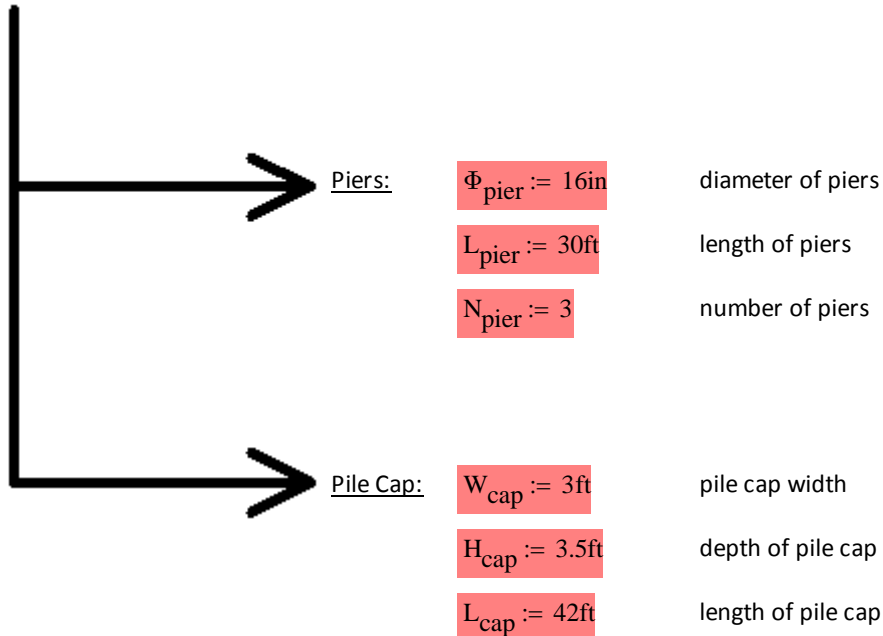 Piers: Φpier := 16in diameter of piers
Lpier := 30ft length of piers
Npier := 3 number of piers
Pile Cap: Wcap := 3ft pile cap width
Hcap := 3.5ft depth of pile cap
Lcap := 42ft length of pile cap